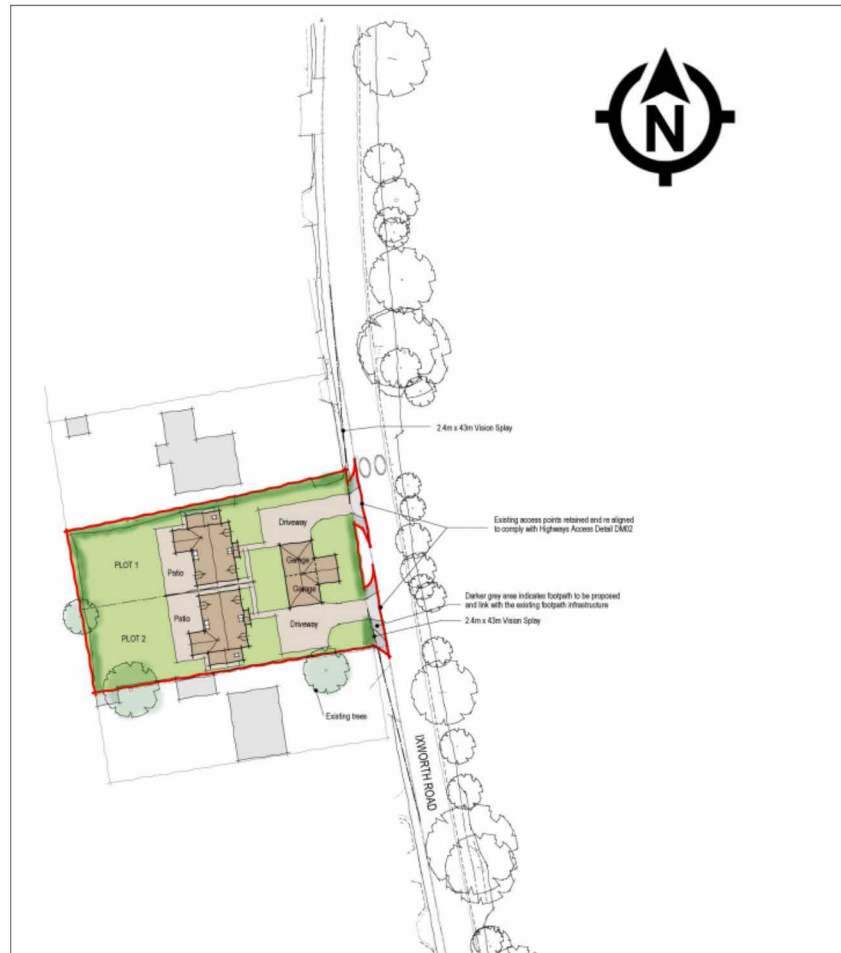 N
2.4m x 43m Vision Splay
Existing access points retained and re aligned
to comply with Highways Access Detail DM02
Driveway
PLOT 1
Patio
Garage
Garage
Darker grey area indicates footpath to be proposed
and link with the existing footpath infrastructure
Patio
PLOT 2
Driveway
2.4m x 43m Vision Splay
Existing trees
IXWORTH ROAD